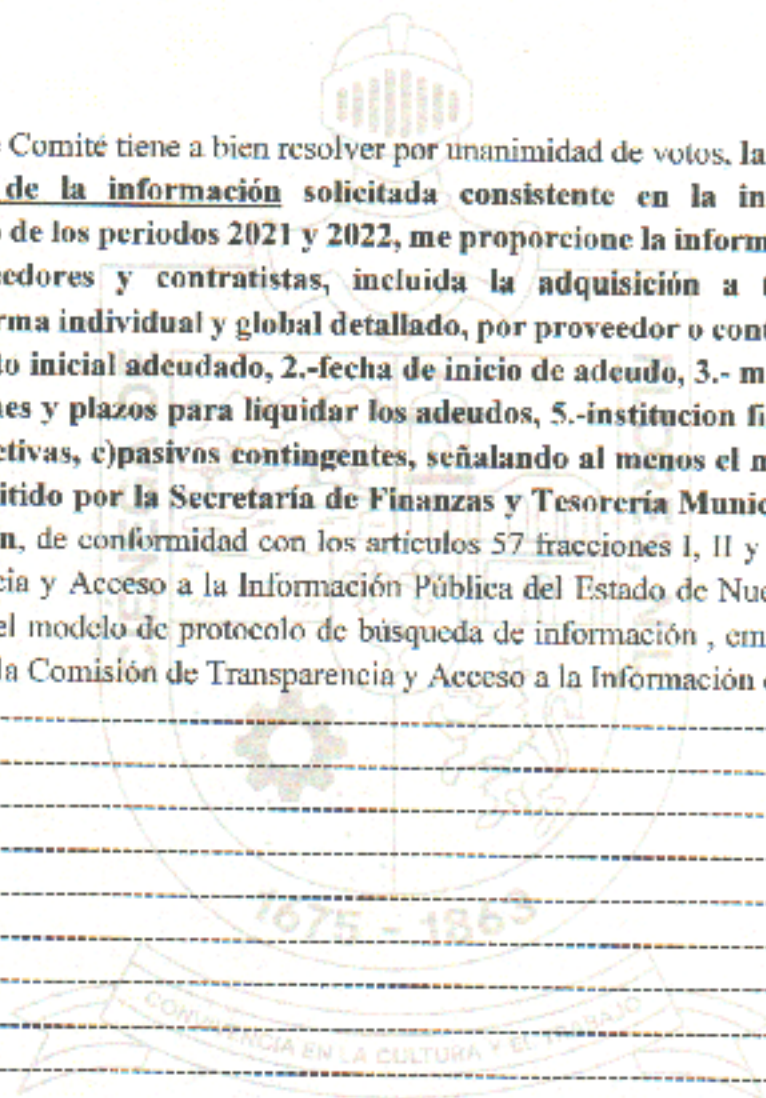 Comité tiene a bien resolver por unanimidad de votos, la
de la información solicitada consistente en la in
o de los periodos 2021 y 2022, me proporcione la inform
edores y contratistas, incluida la adquisición a
rma individual y global detallado, por proveedor o cont
to inicial adeudado, 2.-fecha de inicio de adeudo, 3.- m
nes y plazos para liquidar los adeudos, 5.-institucion fi
ctivas, c)pasivos contingentes, señalando al menos el m
itido por la Secretaría de Finanzas y Tesorería Munic
n, de conformidad con los artículos 57 fracciones I, II y
cia y Acceso a la Información Pública del Estado de Nue
el modelo de protocolo de búsqueda de información , em
la Comisión de Transparencia y Acceso a la Información
CIÉNEGA DE
1675 - 1863
CONVIVENCIA EN LA CULTURA Y EL TRABAJO